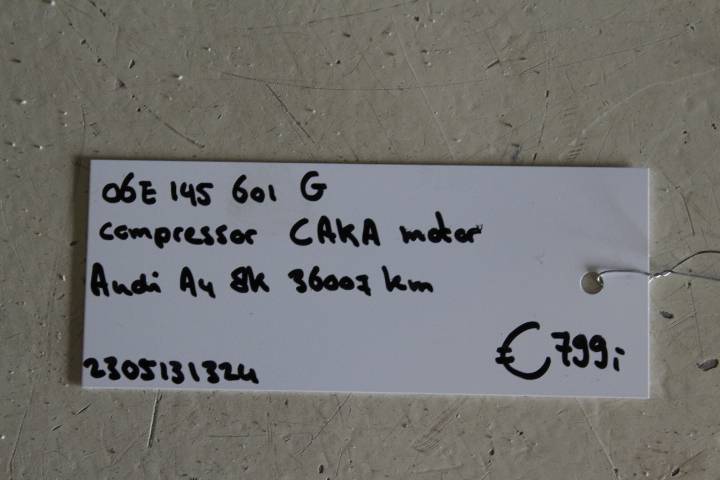 06E 145 601 G
compressor CAKA motor
Audi A4 8K 36007 km
2305131324
€799,-